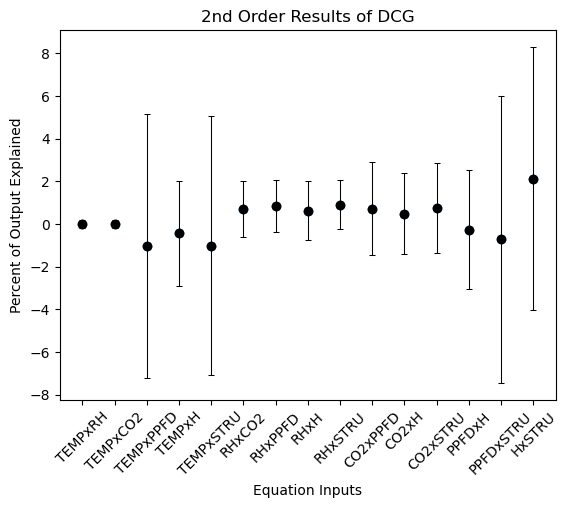 2nd Order Results of DCG
Percent of Output Explained
8
6
4
2
0
−2
−4
−6
−8
TEMPxRH
TEMPxCO2
TEMPxPPFD
TEMPxH
TEMPxSTRU
RHxCO2
RHxPPFD
RHxH
RHxSTRU
CO2xPPFD
CO2xH
CO2xSTRU
PPFDxH
PPFDxSTRU
HxSTRU
Equation Inputs